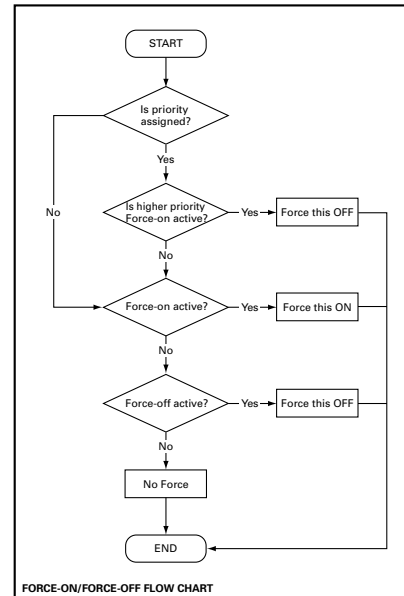 START
Is priority
assigned?
Yes
No
Is higher priority
Force-on active?
Yes
Force this OFF
No
Force-on active?
Yes
Force this ON
No
Force-off active?
Yes
Force this OFF
No
No Force
END
FORCE-ON/FORCE-OFF FLOW CHART